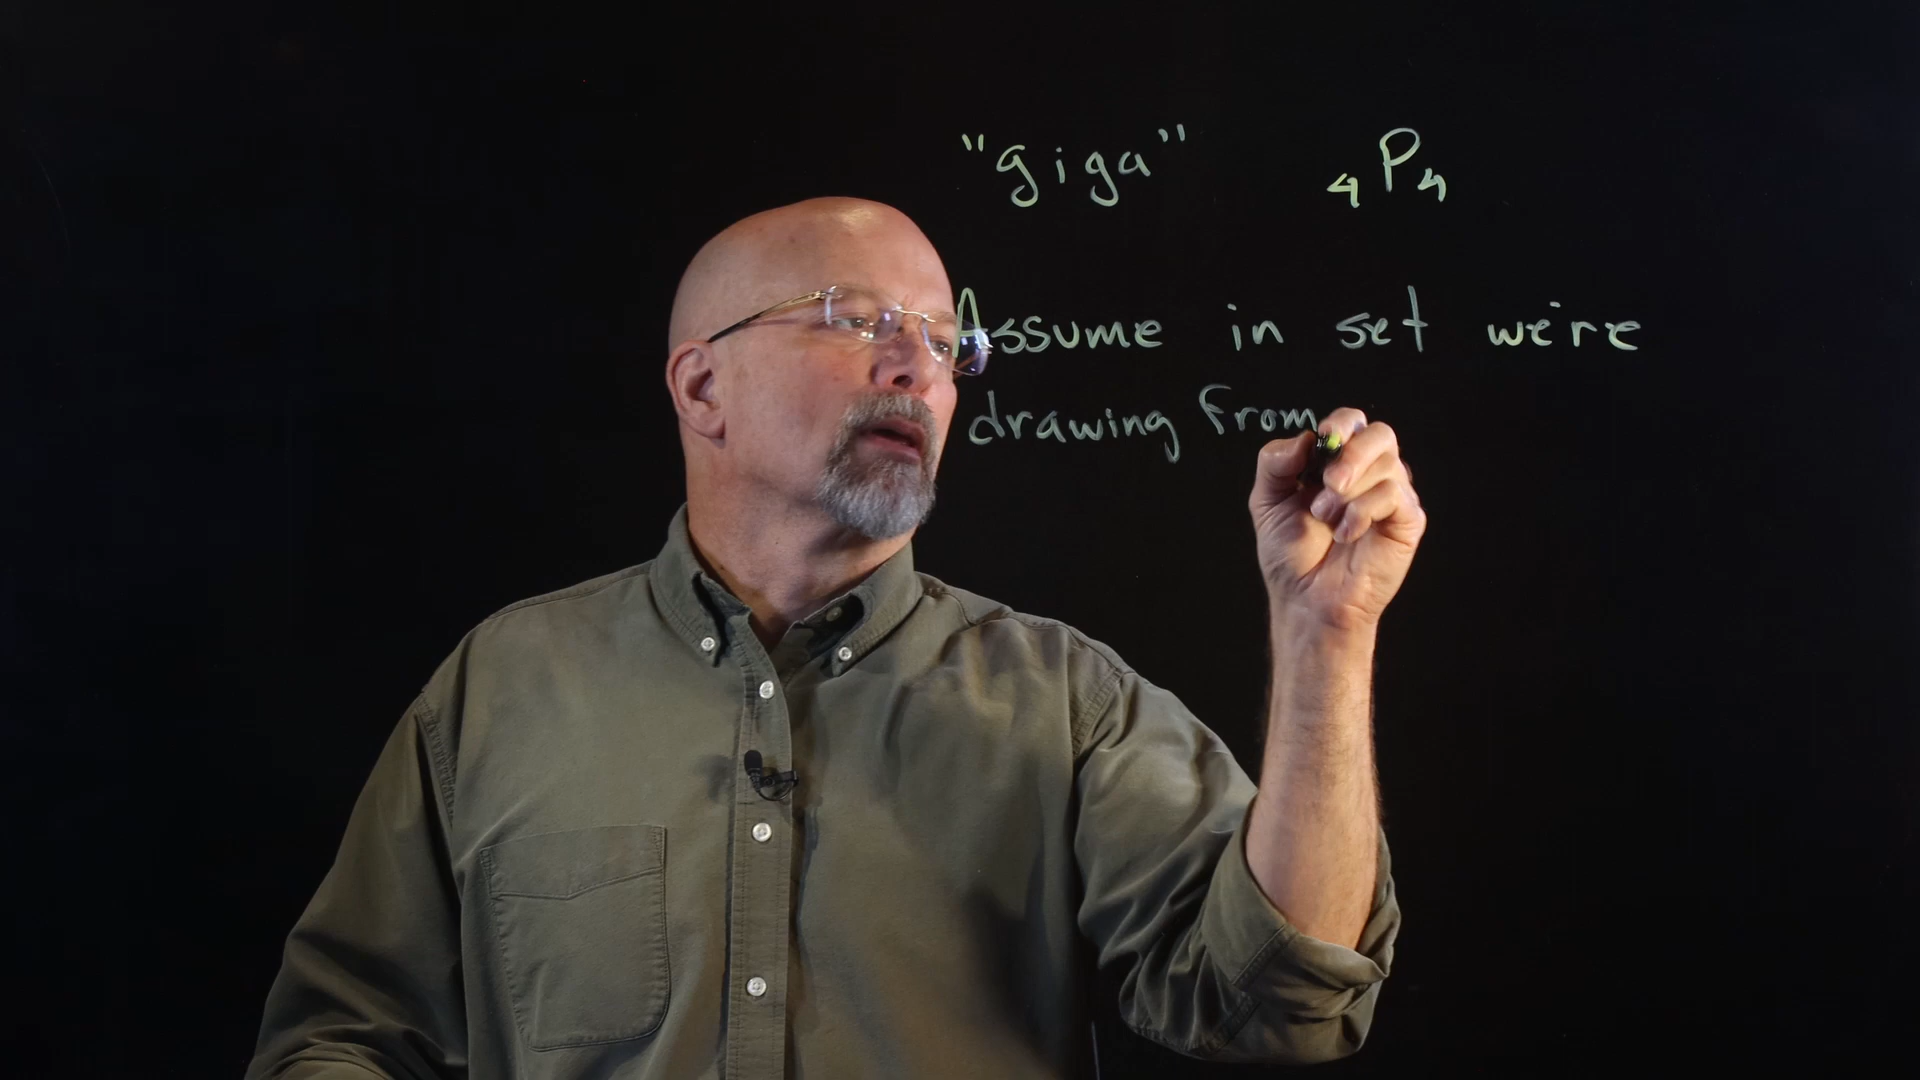 "giga" ₄P₄
Assume in set we're
drawing from